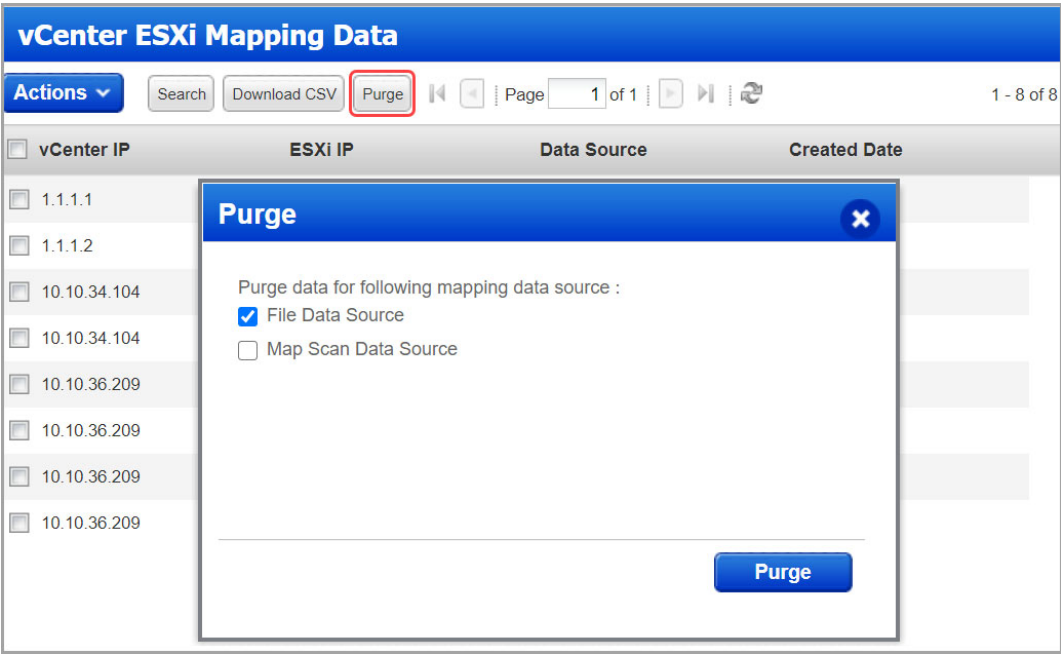 vCenter ESXi Mapping Data
Actions Search Download CSV Purge Page 1 of 1 1 - 8 of 8
vCenter IP ESXi IP Data Source Created Date
1.1.1.1
1.1.1.2
10.10.34.104
10.10.34.104
10.10.36.209
10.10.36.209
10.10.36.209
10.10.36.209
Purge
Purge data for following mapping data source :
File Data Source
Map Scan Data Source
Purge